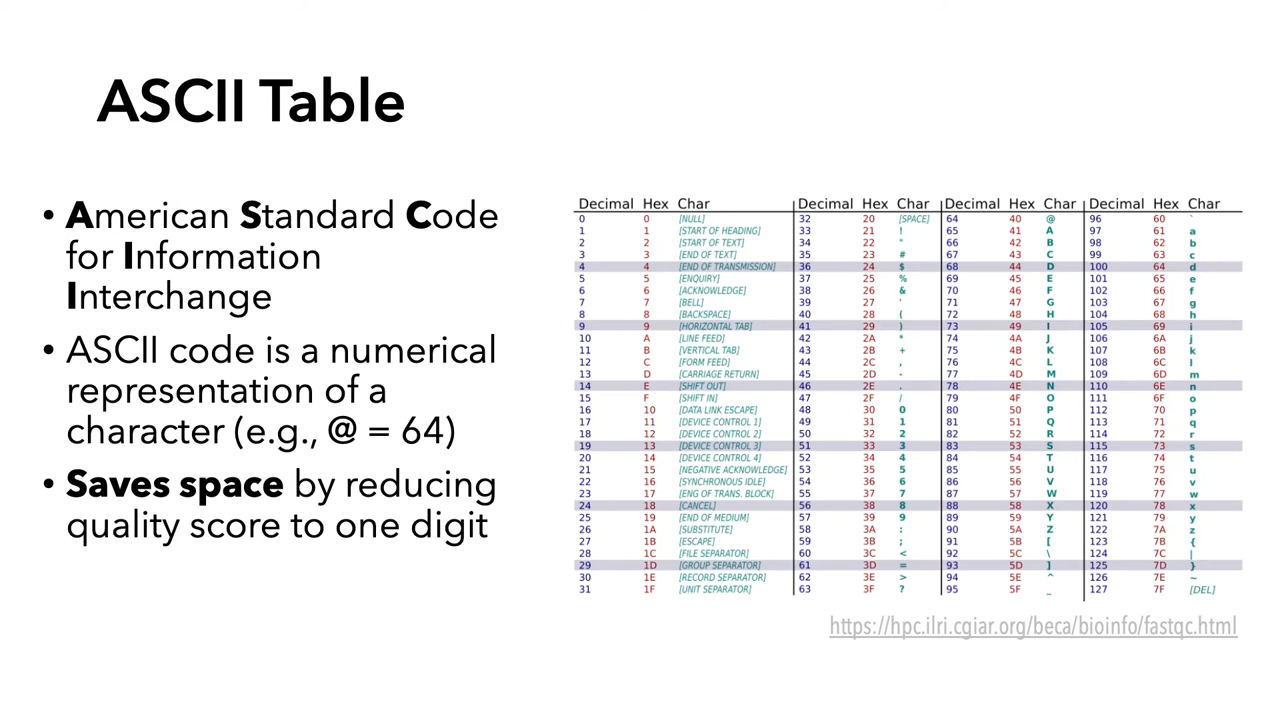 ASCII Table
• American Standard Code
for Information
Interchange
• ASCII code is a numerical
representation of a
character (e.g., @ = 64)
• Saves space by reducing
quality score to one digit
Decimal Hex Char Decimal Hex Char Decimal Hex Char Decimal Hex Char
0 0 [NULL] 32 20 [SPACE] 64 40 @ 96 60 `
1 1 [START OF HEADING] 33 21 ! 65 41 A 97 61 a
2 2 [START OF TEXT] 34 22 " 66 42 B 98 62 b
3 3 [END OF TEXT] 35 23 # 67 43 C 99 63 c
4 4 [END OF TRANSMISSION] 36 24 $ 68 44 D 100 64 d
5 5 [ENQUIRY] 37 25 % 69 45 E 101 65 e
6 6 [ACKNOWLEDGE] 38 26 & 70 46 F 102 66 f
7 7 [BELL] 39 27 ' 71 47 G 103 67 g
8 8 [BACKSPACE] 40 28 ( 72 48 H 104 68 h
9 9 [HORIZONTAL TAB] 41 29 ) 73 49 I 105 69 i
10 A [LINE FEED] 42 2A * 74 4A J 106 6A j
11 B [VERTICAL TAB] 43 2B + 75 4B K 107 6B k
12 C [FORM FEED] 44 2C , 76 4C L 108 6C l
13 D [CARRIAGE RETURN] 45 2D - 77 4D M 109 6D m
14 E [SHIFT OUT] 46 2E . 78 4E N 110 6E n
15 F [SHIFT IN] 47 2F / 79 4F O 111 6F o
16 10 [DATA LINK ESCAPE] 48 30 0 80 50 P 112 70 p
17 11 [DEVICE CONTROL 1] 49 31 1 81 51 Q 113 71 q
18 12 [DEVICE CONTROL 2] 50 32 2 82 52 R 114 72 r
19 13 [DEVICE CONTROL 3] 51 33 3 83 53 S 115 73 s
20 14 [DEVICE CONTROL 4] 52 34 4 84 54 T 116 74 t
21 15 [NEGATIVE ACKNOWLEDGE] 53 35 5 85 55 U 117 75 u
22 16 [SYNCHRONOUS IDLE] 54 36 6 86 56 V 118 76 v
23 17 [ENG OF TRANS. BLOCK] 55 37 7 87 57 W 119 77 w
24 18 [CANCEL] 56 38 8 88 58 X 120 78 x
25 19 [END OF MEDIUM] 57 39 9 89 59 Y 121 79 y
26 1A [SUBSTITUTE] 58 3A : 90 5A Z 122 7A z
27 1B [ESCAPE] 59 3B ; 91 5B [ 123 7B {
28 1C [FILE SEPARATOR] 60 3C < 92 5C \ 124 7C |
29 1D [GROUP SEPARATOR] 61 3D = 93 5D ] 125 7D }
30 1E [RECORD SEPARATOR] 62 3E > 94 5E ^ 126 7E ~
31 1F [UNIT SEPARATOR] 63 3F ? 95 5F _ 127 7F [DEL]
https://hpc.ilri.cgiar.org/beca/bioinfo/fastqc.html